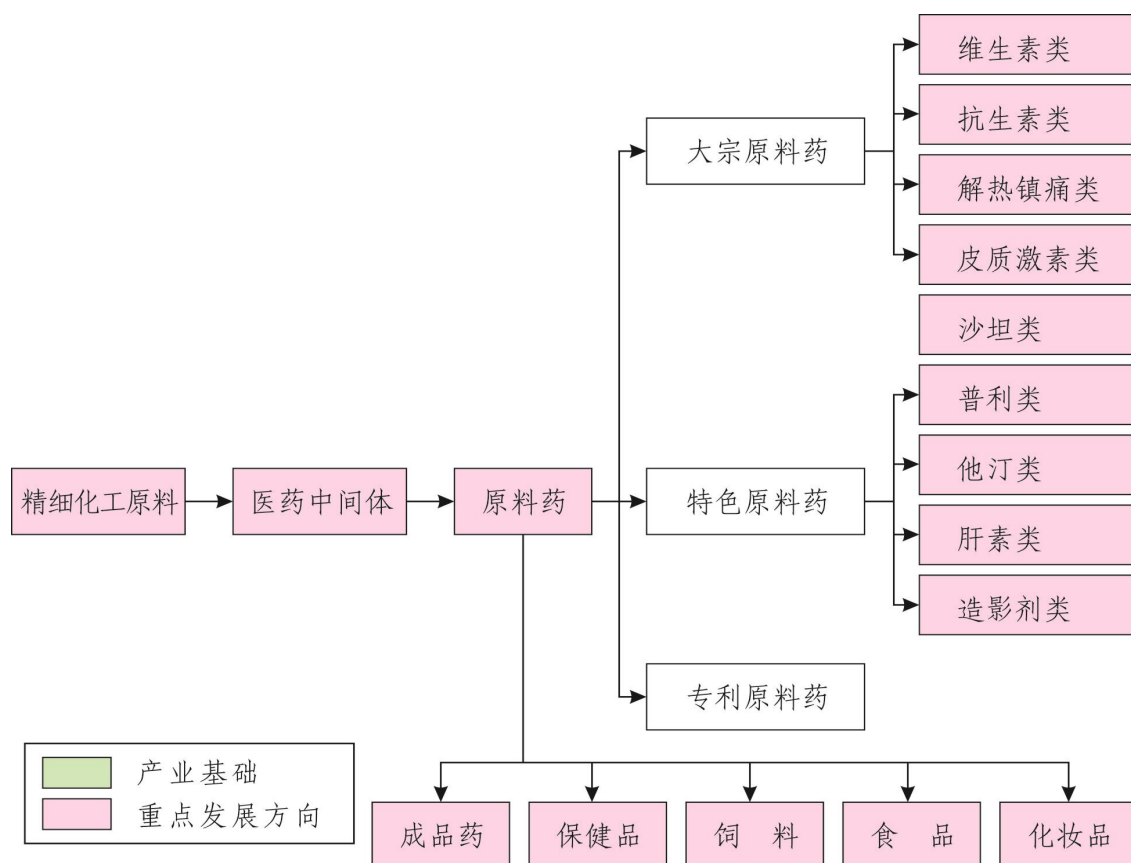 维生素类
抗生素类
大宗原料药
解热镇痛类
皮质激素类
沙坦类
普利类
他汀类
精细化工原料
医药中间体
原料药
特色原料药
肝素类
造影剂类
专利原料药
产业基础
重点发展方向
成品药
保健品
饲 料
食 品
化妆品